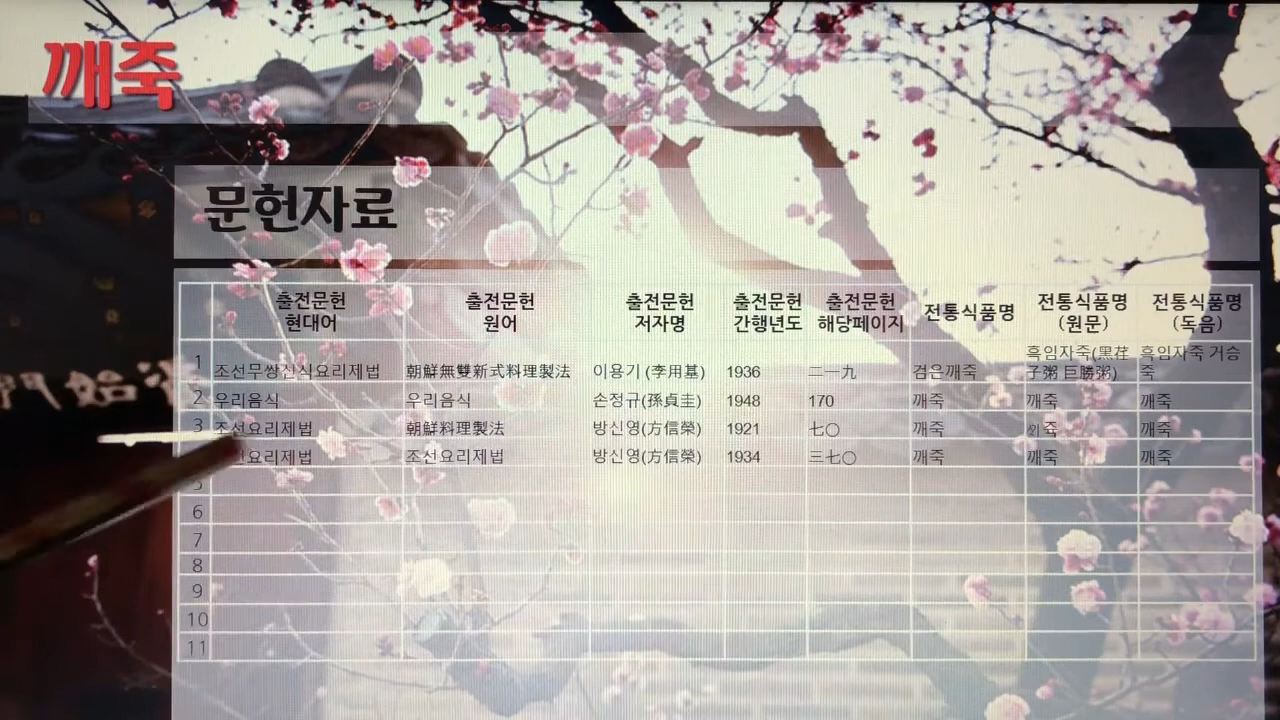 깨죽
문헌자료
출전문헌 현대어 출전문헌 원어 출전문헌 저자명 출전문헌 간행년도 출전문헌 해당페이지 전통식품명 전통식품명 (원문) 전통식품명 (독음)
1 조선무쌍신식요리제법 朝鮮無雙新式料理製法 이용기 (李用基) 1936 二一九 검은깨죽 흑임자죽(黑荏子粥 巨勝粥) 흑임자죽 거승죽
2 우리음식 우리음식 손정규(孫貞圭) 1948 170 깨죽 깨죽 깨죽
3 조선요리제법 朝鮮料理製法 방신영(方信榮) 1921 七〇 깨죽 죽 깨죽
요리제법 조선요리제법 방신영(方信榮) 1934 三七〇 깨죽 깨죽 깨죽
5
6
7
8
9
10
11